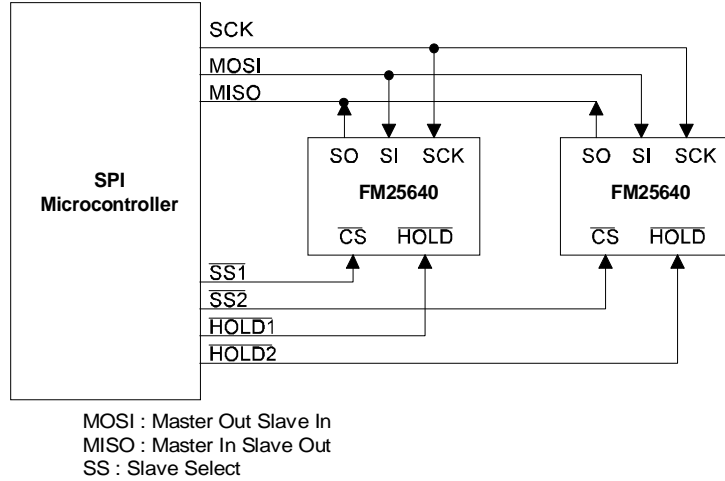 SCK
MOSI
MISO
SO SI SCK
SO SI SCK
SPI
Microcontroller
FM25640
FM25640
CS HOLD
CS HOLD
SS1
SS2
HOLD1
HOLD2
MOSI : Master Out Slave In
MISO : Master In Slave Out
SS : Slave Select